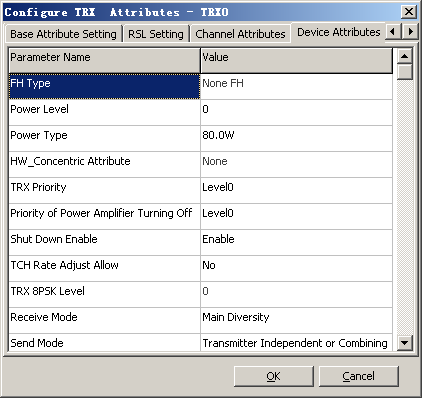 Configure TRX Attributes - TRX0
Base Attribute Setting RSL Setting Channel Attributes Device Attributes
Parameter Name Value
FH Type None FH
Power Level 0
Power Type 80.0W
HW_Concentric Attribute None
TRX Priority Level0
Priority of Power Amplifier Turning Off Level0
Shut Down Enable Enable
TCH Rate Adjust Allow No
TRX 8PSK Level 0
Receive Mode Main Diversity
Send Mode Transmitter Independent or Combining
OK Cancel